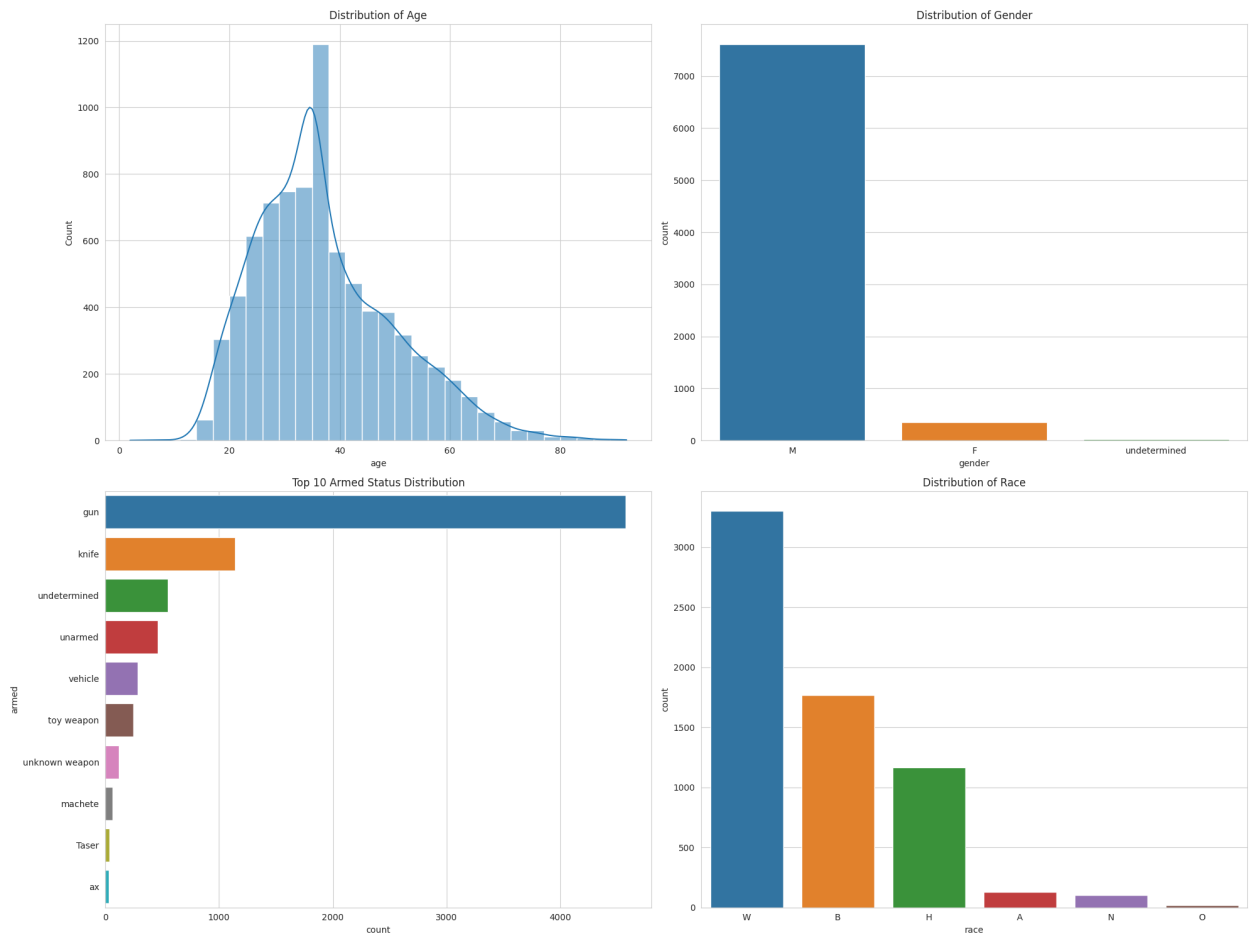 Distribution of Age
1200
1000
800
600
400
200
0
Count
0 20 40 60 80
age
Distribution of Gender
7000
6000
5000
4000
3000
2000
1000
0
count
M F undetermined
gender
Top 10 Armed Status Distribution
gun
knife
undetermined
unarmed
vehicle
toy weapon
unknown weapon
machete
Taser
ax
armed
0 1000 2000 3000 4000
count
Distribution of Race
3000
2500
2000
1500
1000
500
0
count
W B H A N O
race